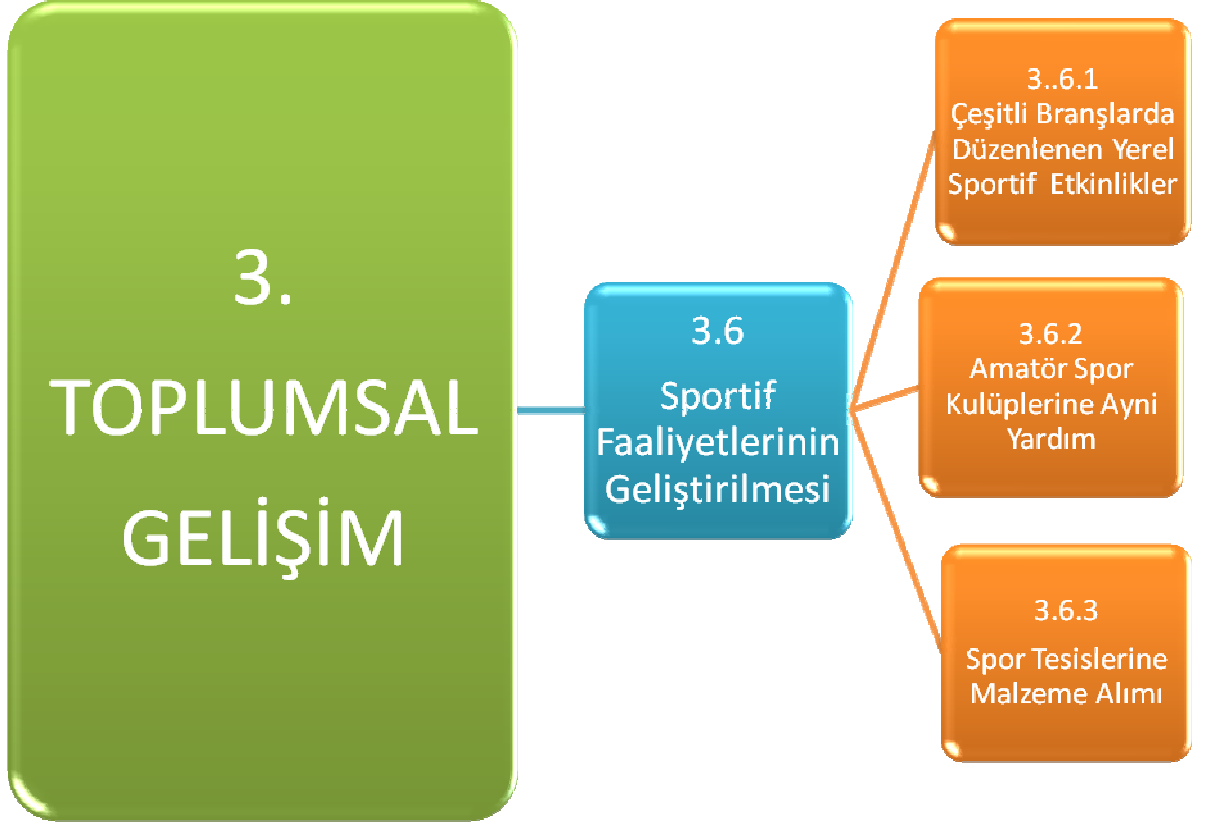 3.
TOPLUMSAL
GELİŞİM
3.6
Sportif
Faaliyetlerinin
Geliştirilmesi
3..6.1
Çeşitli Branşlarda
Düzenlenen Yerel
Sportif Etkinlikler
3.6.2
Amatör Spor
Kulüplerine Ayni
Yardım
3.6.3
Spor Tesislerine
Malzeme Alımı